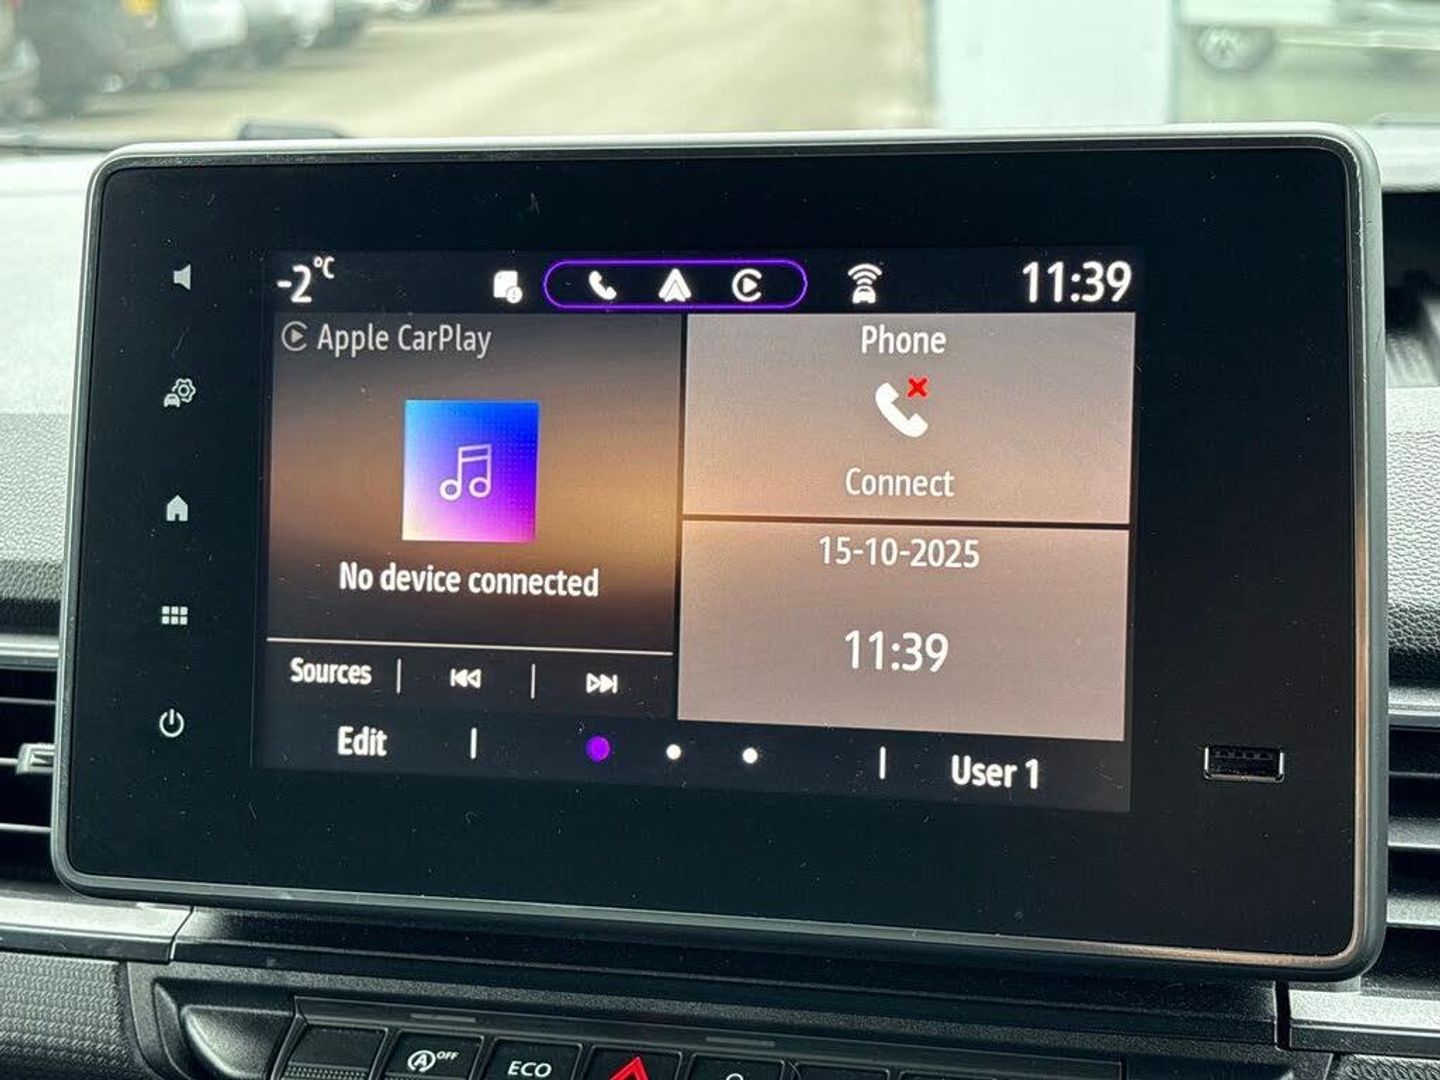 -2°C
11:39
Apple CarPlay
Phone
No device connected
Connect
15-10-2025
11:39
Sources
Edit
User 1
A OFF
ECO